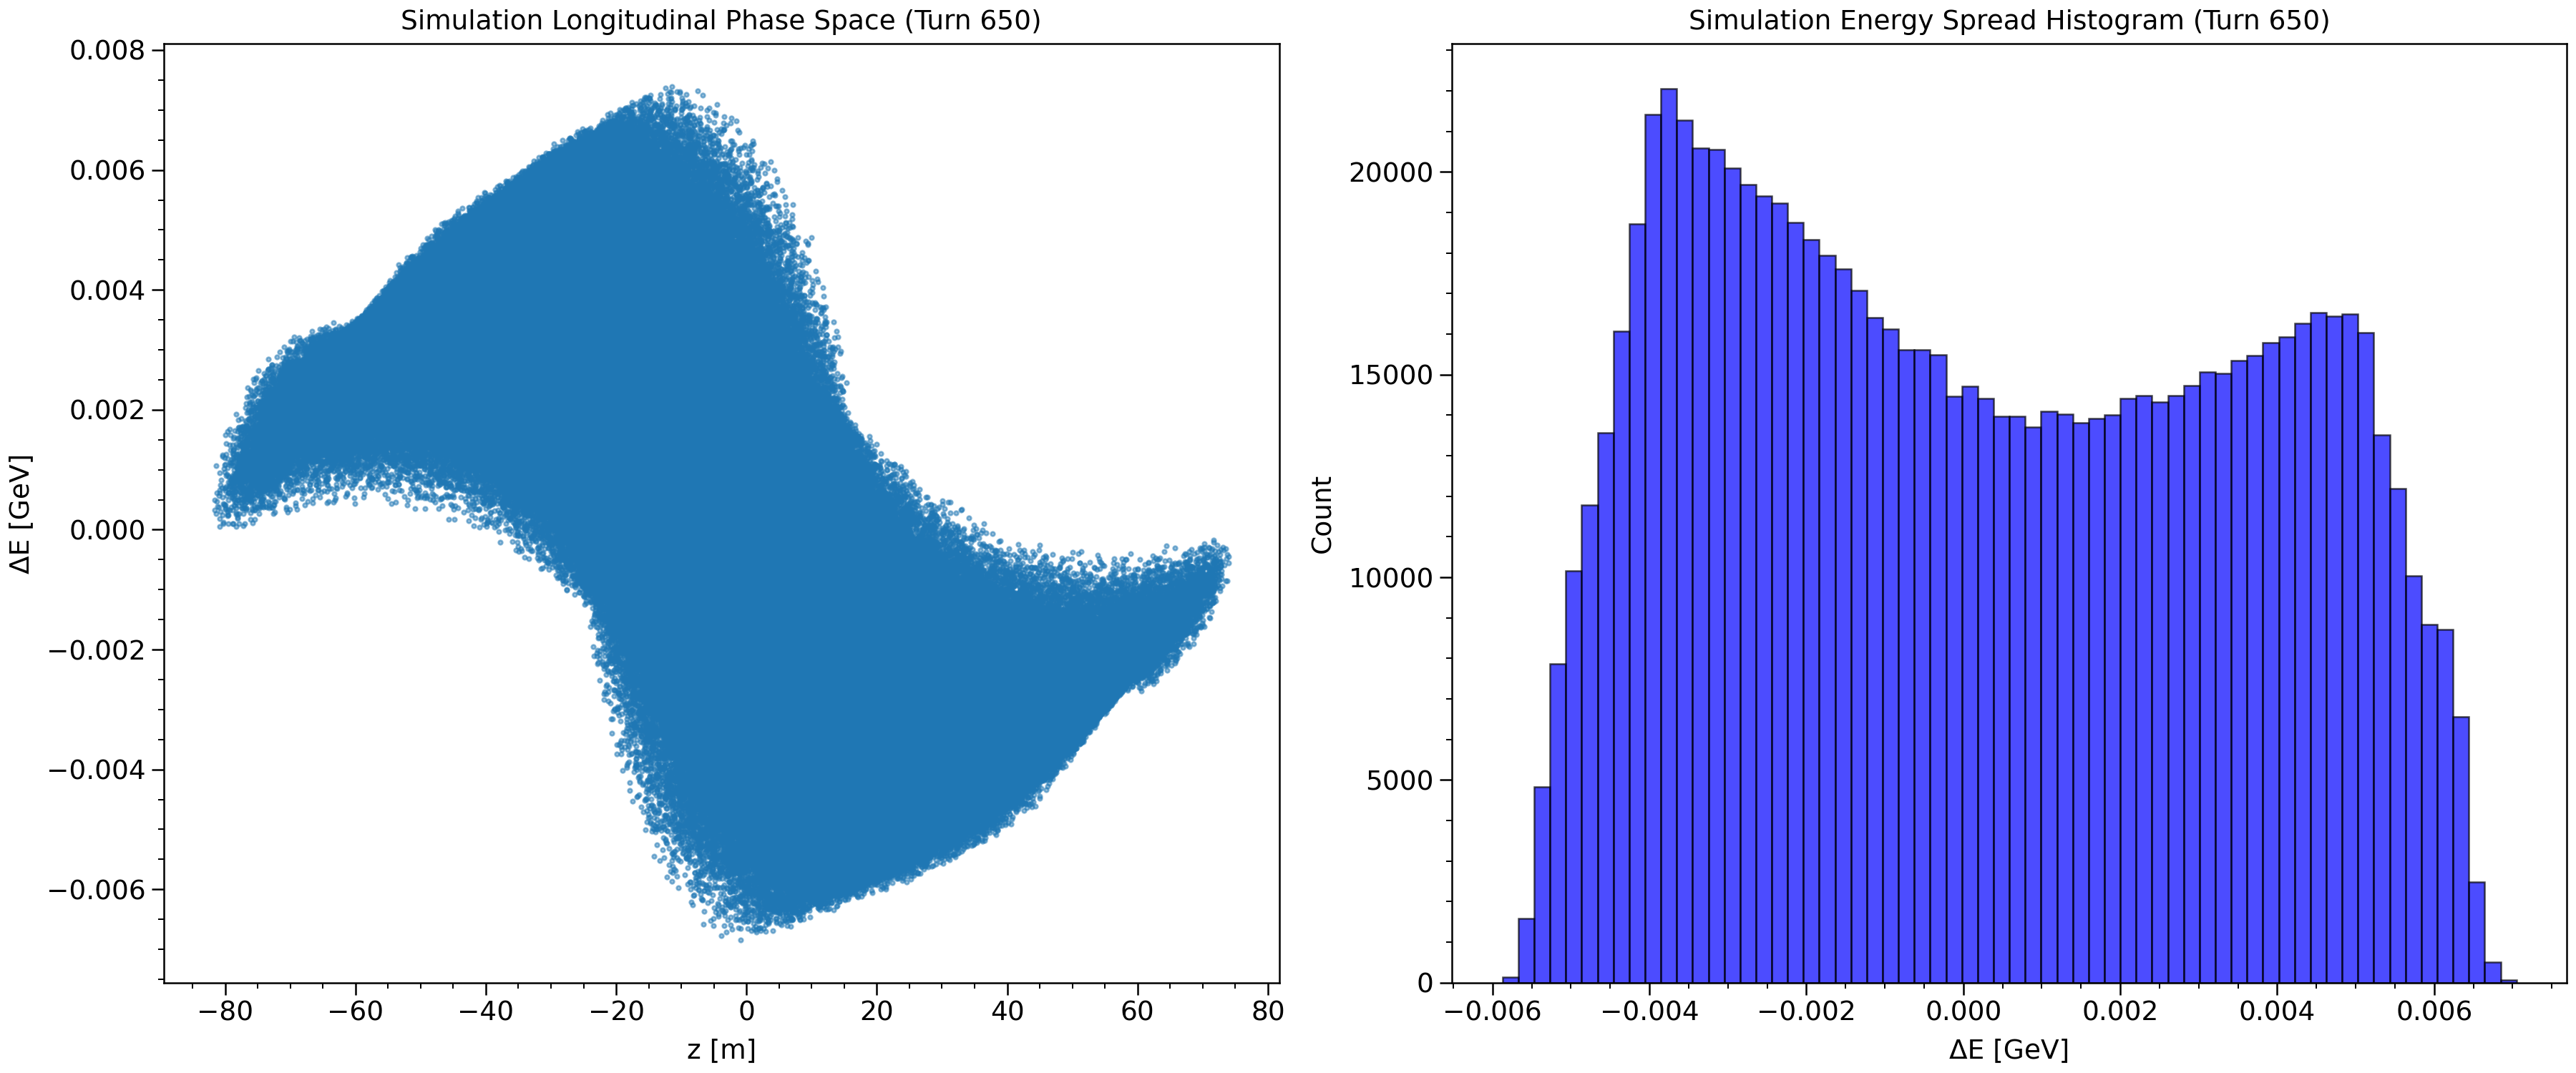 Simulation Longitudinal Phase Space (Turn 650)
0.008
0.006
0.004
0.002
0.000
−0.002
−0.004
−0.006
ΔE [GeV]
−80 −60 −40 −20 0 20 40 60 80
z [m]
Simulation Energy Spread Histogram (Turn 650)
20000
15000
10000
5000
0
Count
−0.006 −0.004 −0.002 0.000 0.002 0.004 0.006
ΔE [GeV]